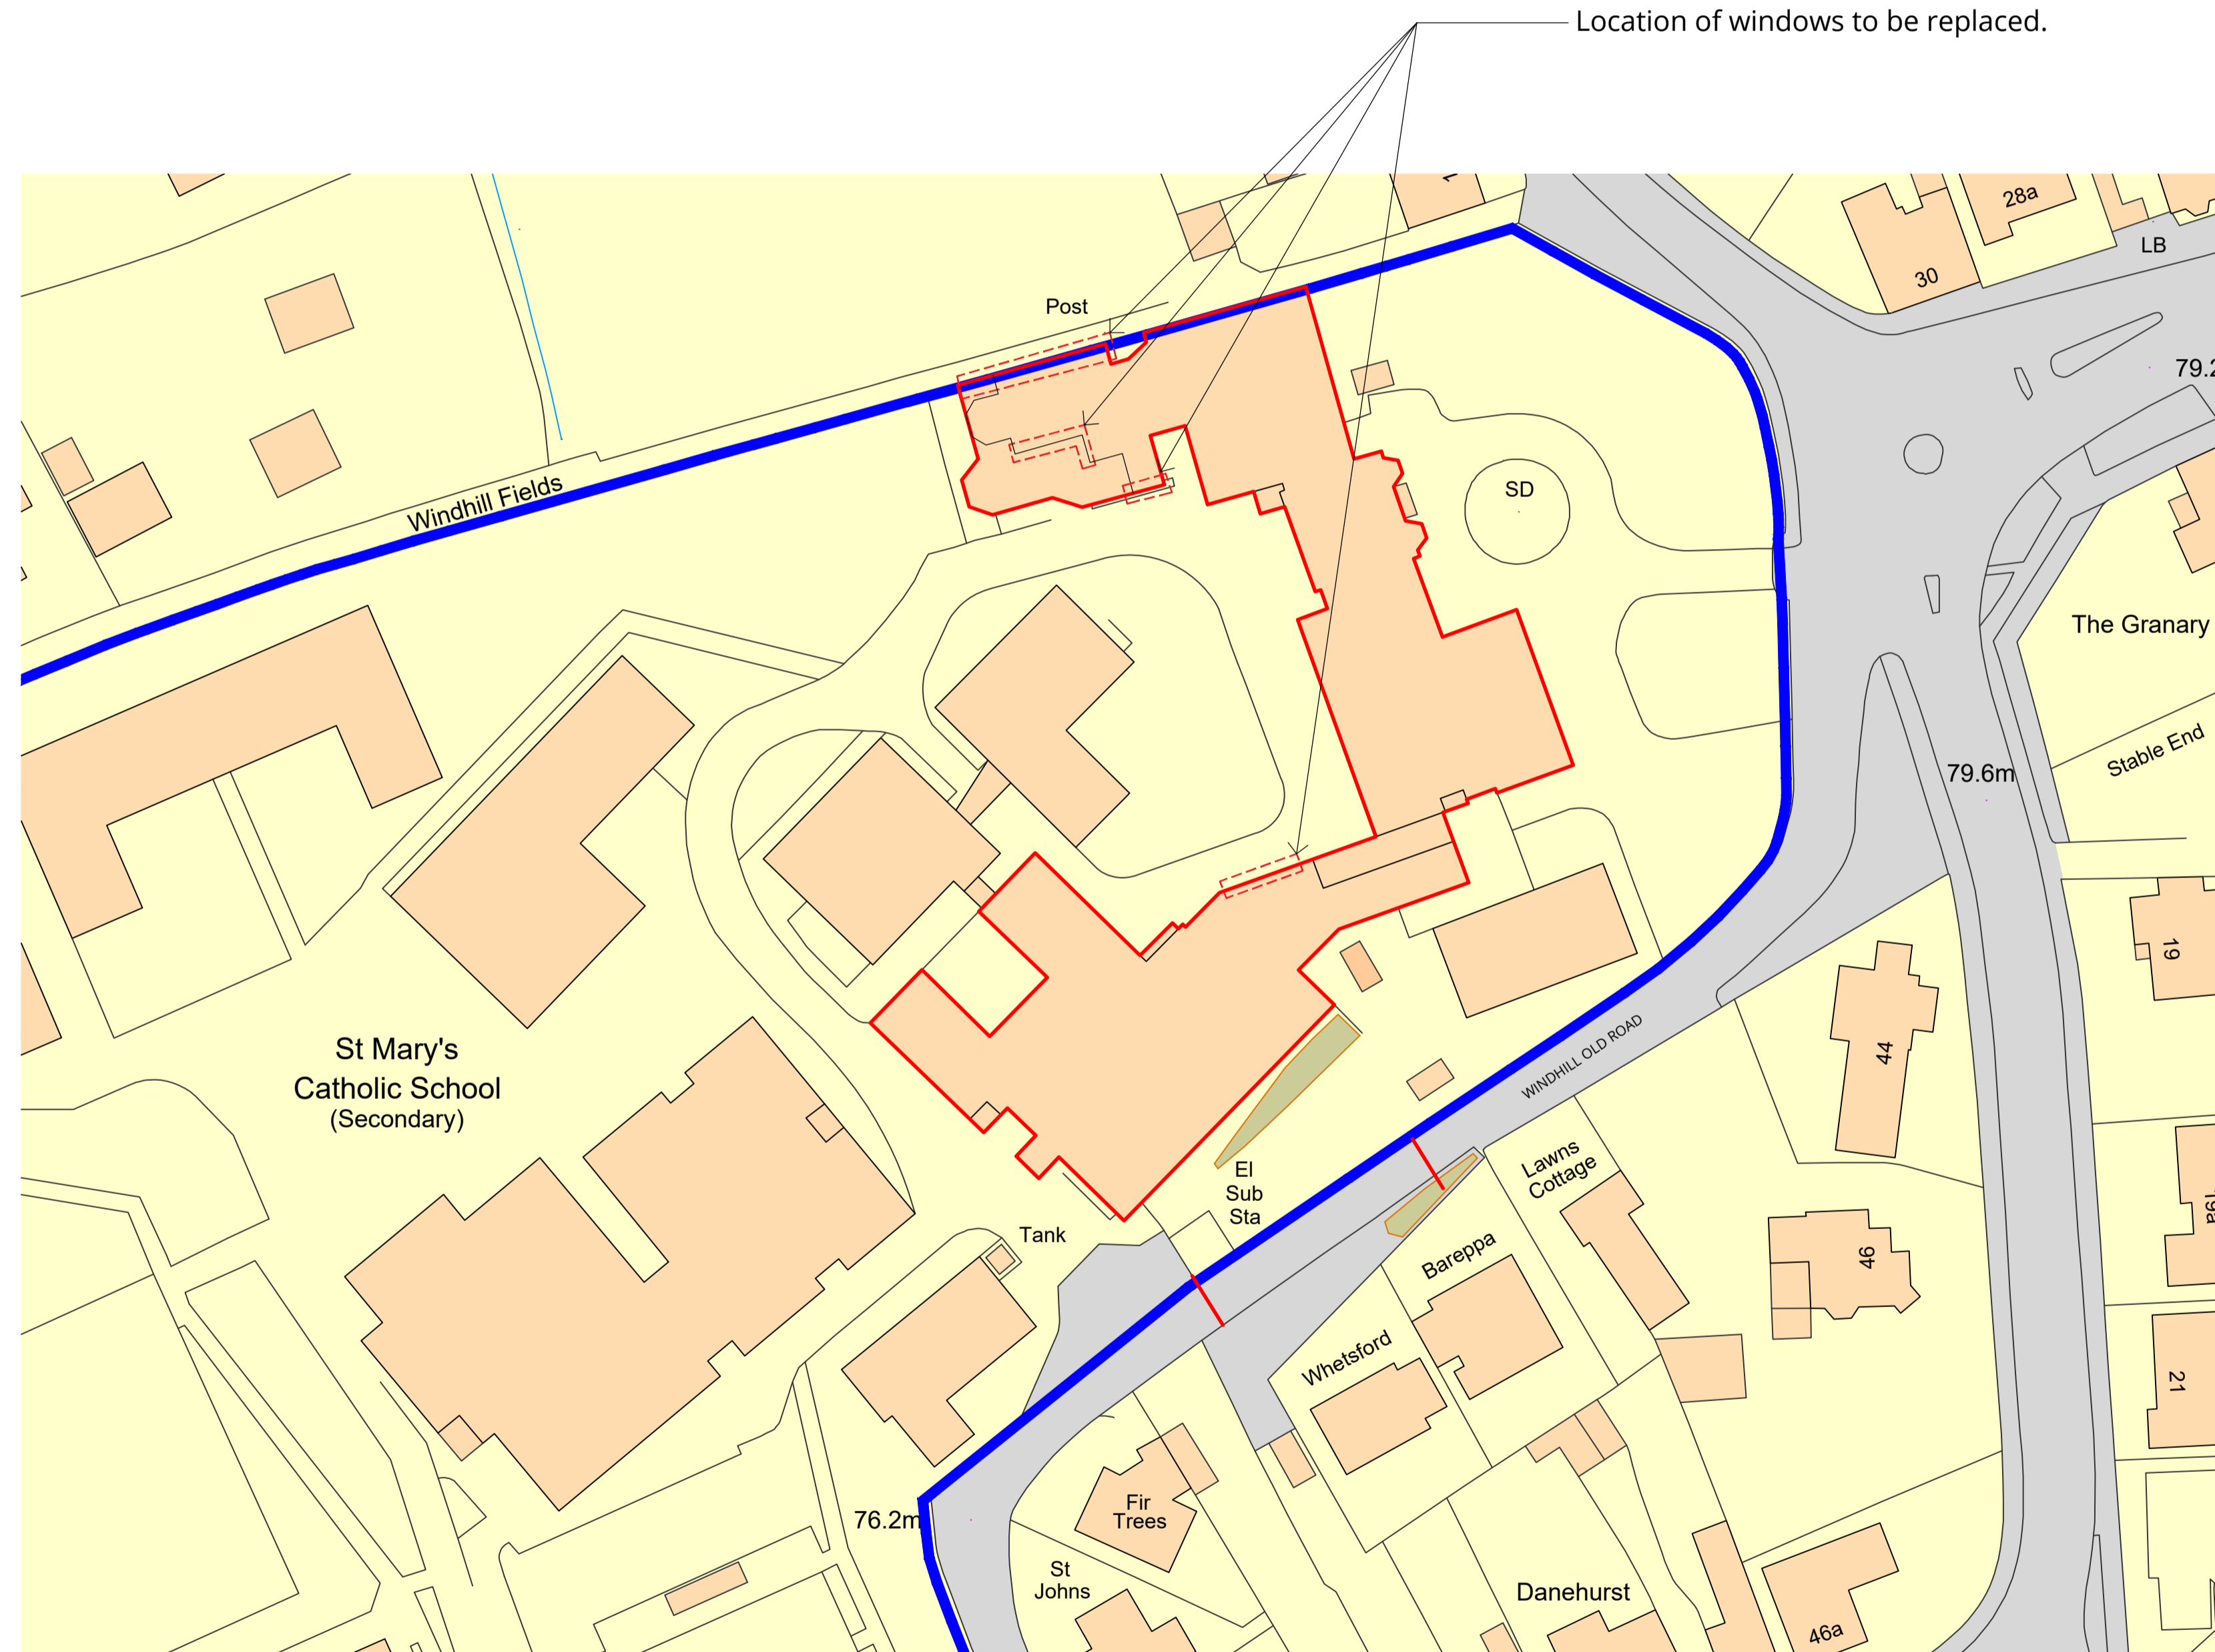 Location of windows to be replaced.
28a
30
LB
1
Post
79.2
Windhill Fields
SD
The Granary
Stable End
79.6m
19
St Mary's
Catholic School
(Secondary)
WINDHILL OLD ROAD
44
Lawns
Cottage
El
Sub
Sta
Tank
Bareppa
46
19a
Whetsford
21
Fir
Trees
76.2m
St
Johns
Danehurst
46a